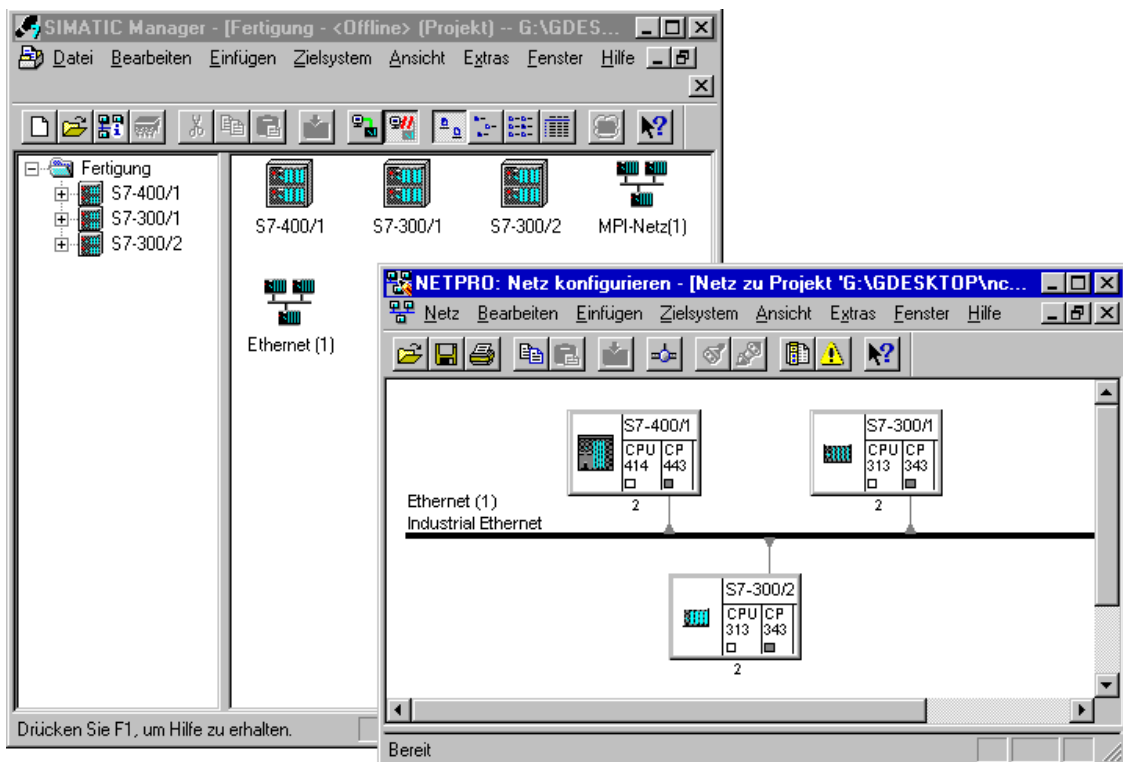 SIMATIC Manager - [Fertigung - <Offline> (Projekt) -- G:\GDES...
Datei Bearbeiten Einfügen Zielsystem Ansicht Extras Fenster Hilfe
Fertigung
S7-400/1
S7-300/1
S7-300/2
S7-400/1 S7-300/1 S7-300/2 MPI-Netz(1)
Ethernet (1)
Drücken Sie F1, um Hilfe zu erhalten.
NETPRO: Netz konfigurieren - [Netz zu Projekt 'G:\GDESKTOP\nc...
Netz Bearbeiten Einfügen Zielsystem Ansicht Extras Fenster Hilfe
S7-400/1
CPU CP
414 443
2
S7-300/1
CPU CP
313 343
2
Ethernet (1)
Industrial Ethernet
S7-300/2
CPU CP
313 343
2
Bereit